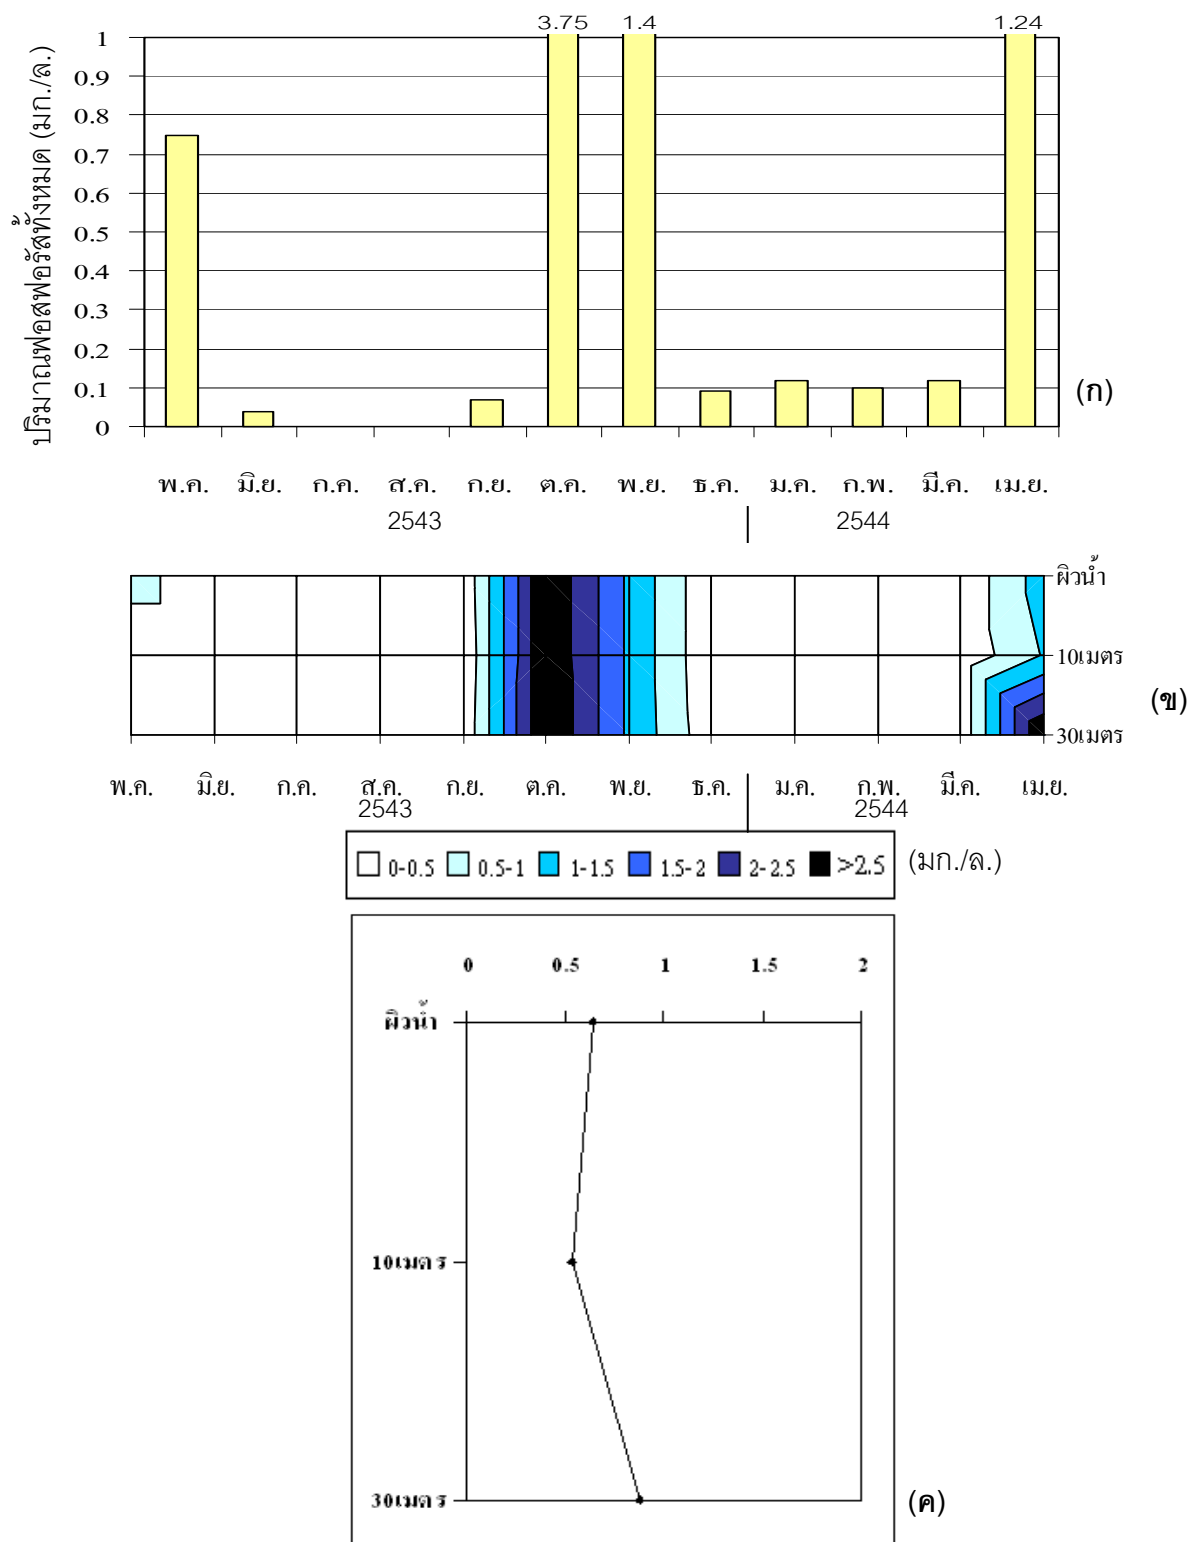 3.75 1.4 1.24
ปริมาณฟอสฟอรัสทั้งหมด (มก./ล.)
1
0.9
0.8
0.7
0.6
0.5
0.4
0.3
0.2
0.1
0
(ก)
พ.ค. มิ.ย. ก.ค. ส.ค. ก.ย. ต.ค. พ.ย. ธ.ค. ม.ค. ก.พ. มี.ค. เม.ย.
2543 2544
ผิวน้ำ
10เมตร
(ข)
30เมตร
พ.ค. มิ.ย. ก.ค. ส.ค. ก.ย. ต.ค. พ.ย. ธ.ค. ม.ค. ก.พ. มี.ค. เม.ย.
2543 2544
0-0.5 0.5-1 1-1.5 1.5-2 2-2.5 >2.5 (มก./ล.)
0 0.5 1 1.5 2
ผิวน้ำ
10เมตร
30เมตร
(ค)